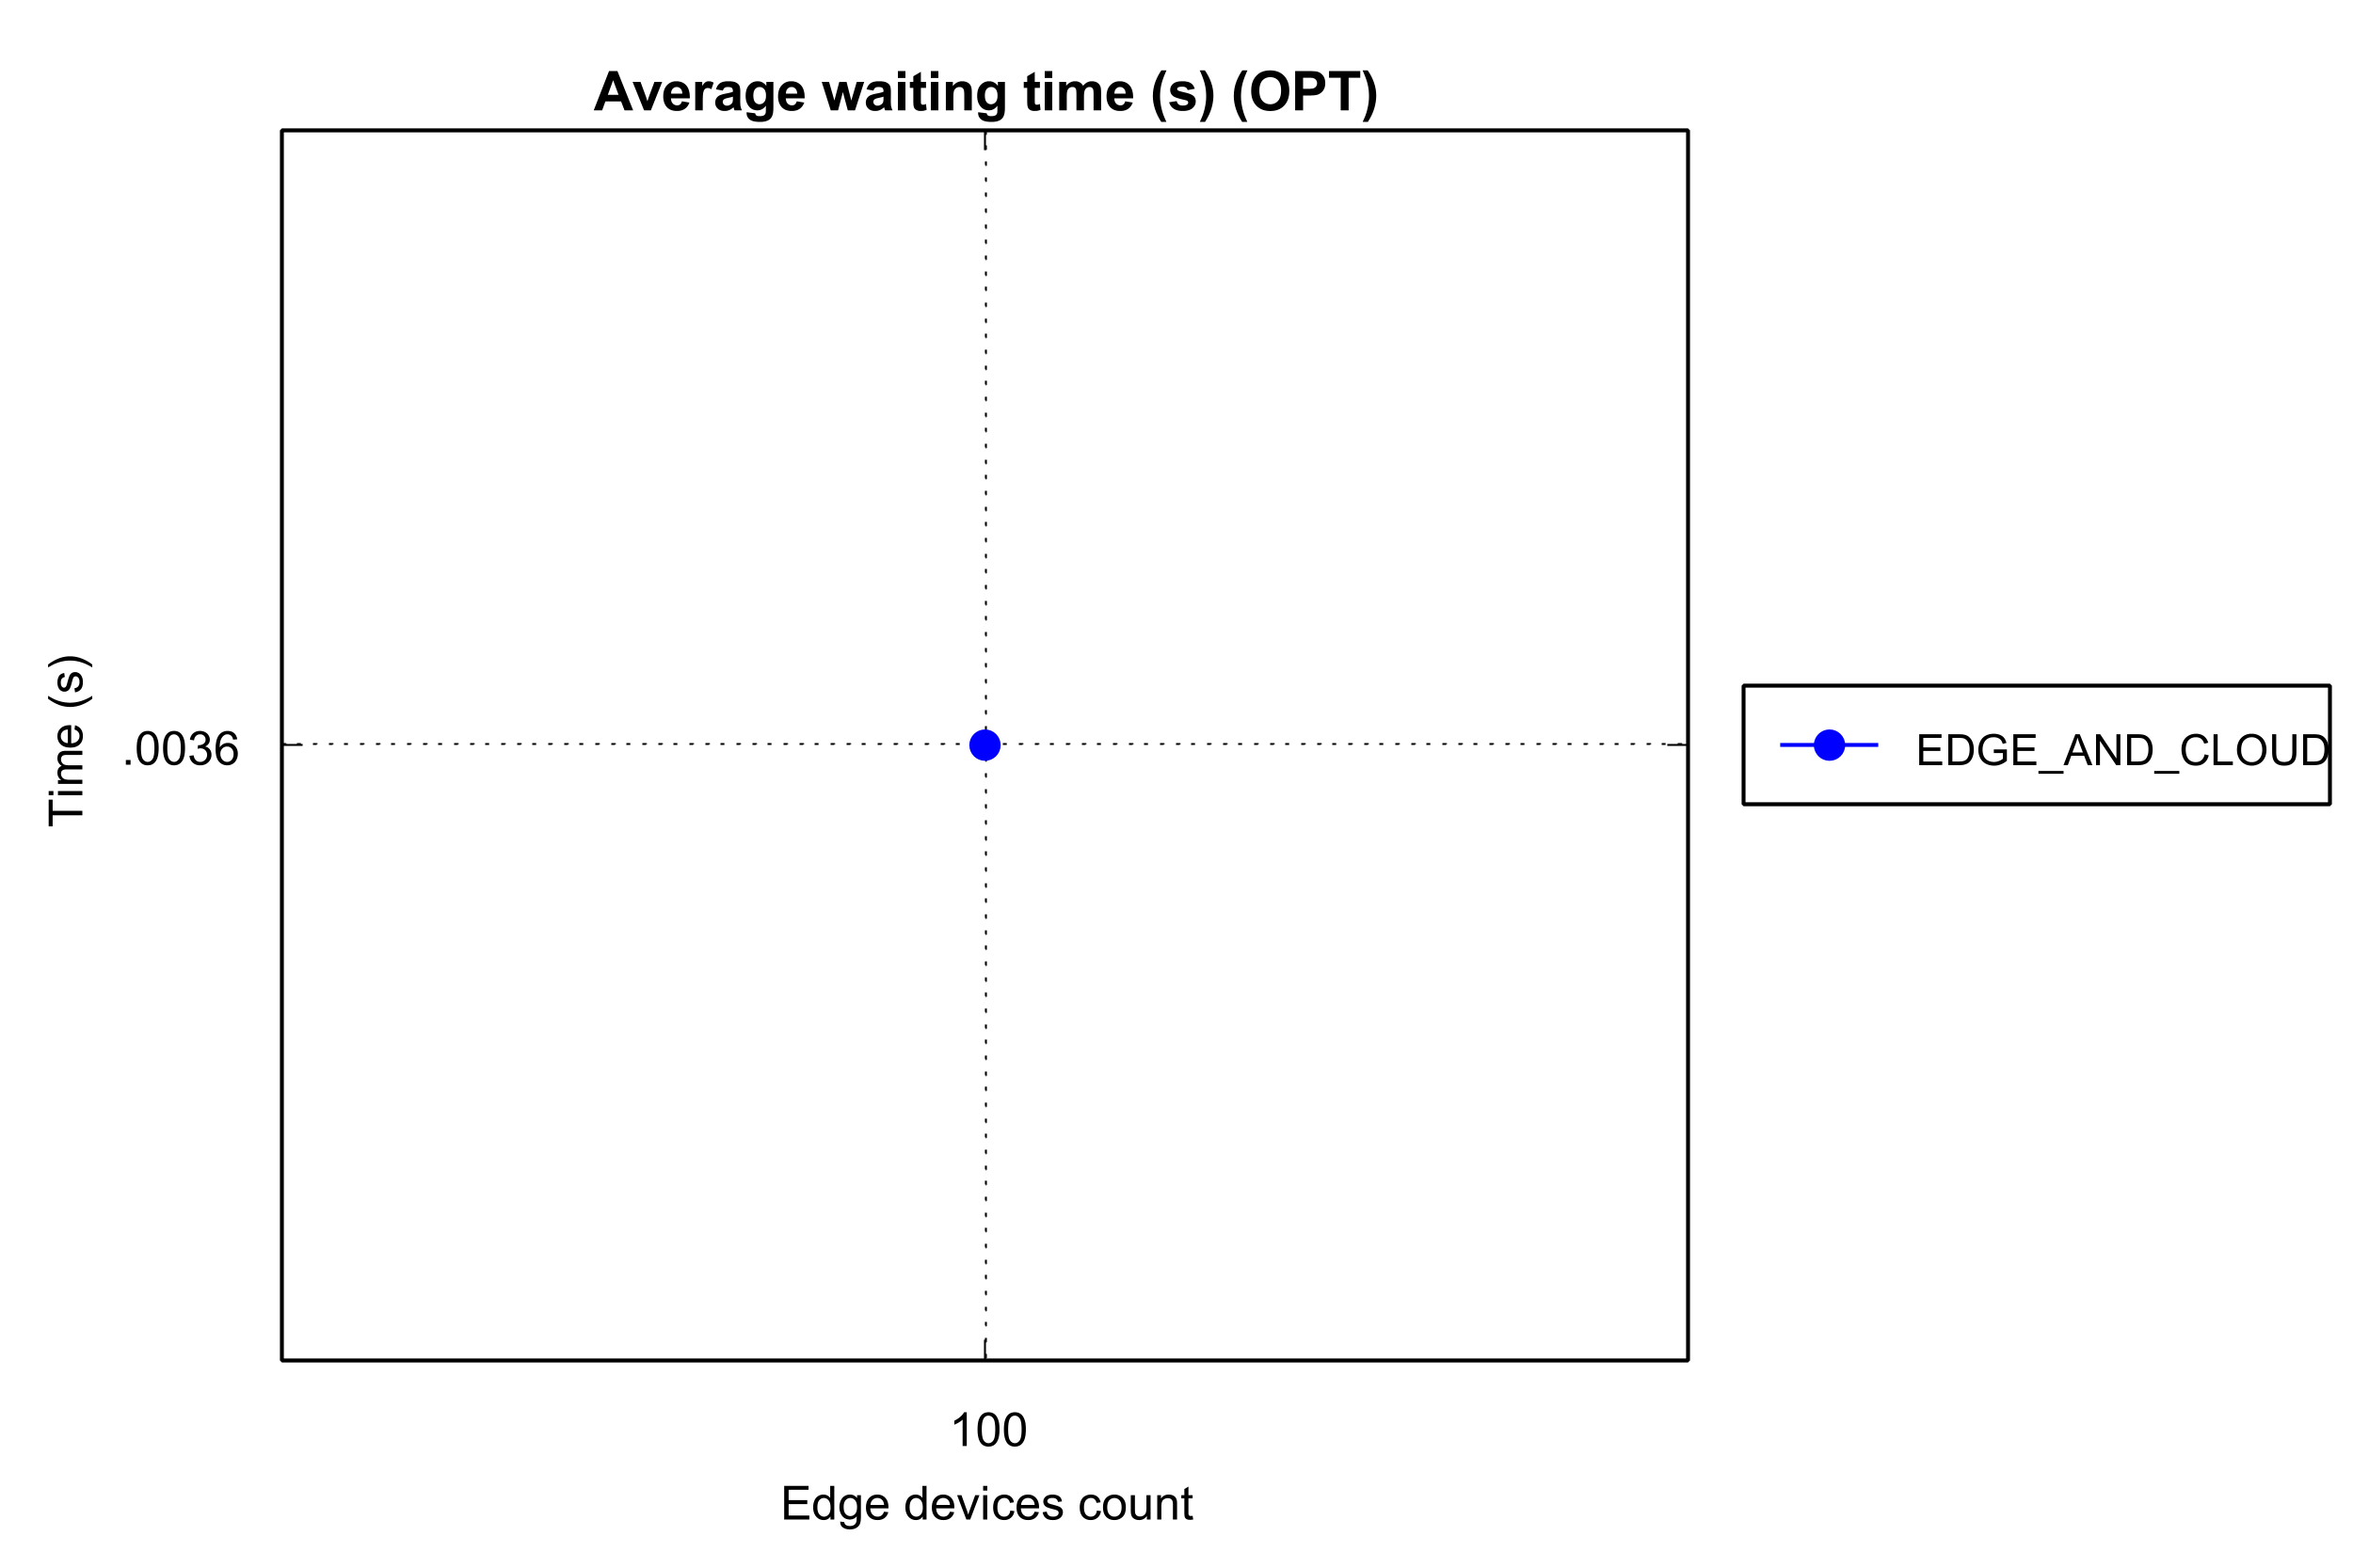 Average waiting time (s) (OPT)
Time (s)
.0036
EDGE_AND_CLOUD
100
Edge devices count